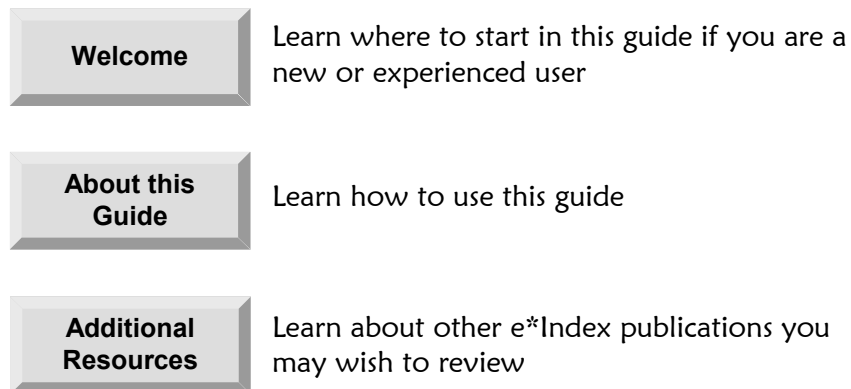 Welcome
Learn where to start in this guide if you are a
new or experienced user
About this
Guide
Learn how to use this guide
Additional
Resources
Learn about other e*Index publications you
may wish to review